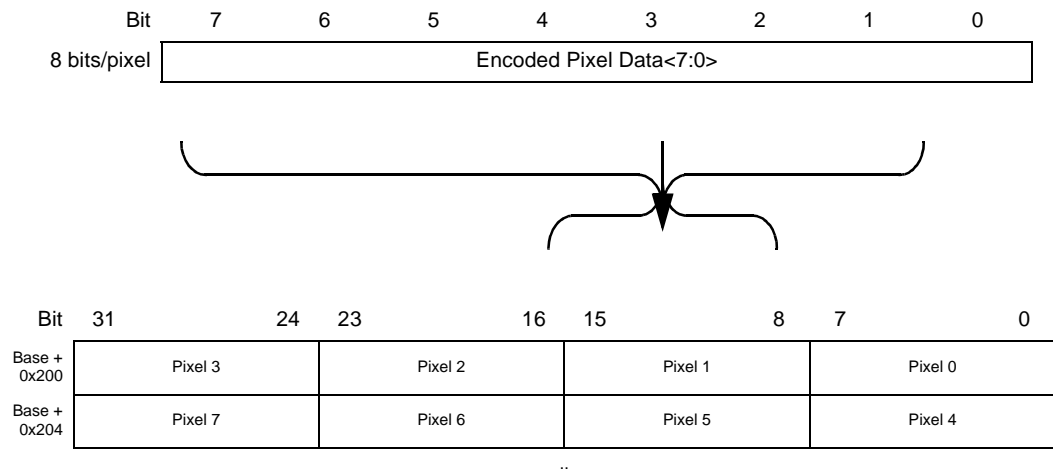 Bit 7 6 5 4 3 2 1 0
8 bits/pixel Encoded Pixel Data<7:0>
Bit 31 24 23 16 15 8 7 0
Base +
0x200
Pixel 3 Pixel 2 Pixel 1 Pixel 0
Base +
0x204
Pixel 7 Pixel 6 Pixel 5 Pixel 4